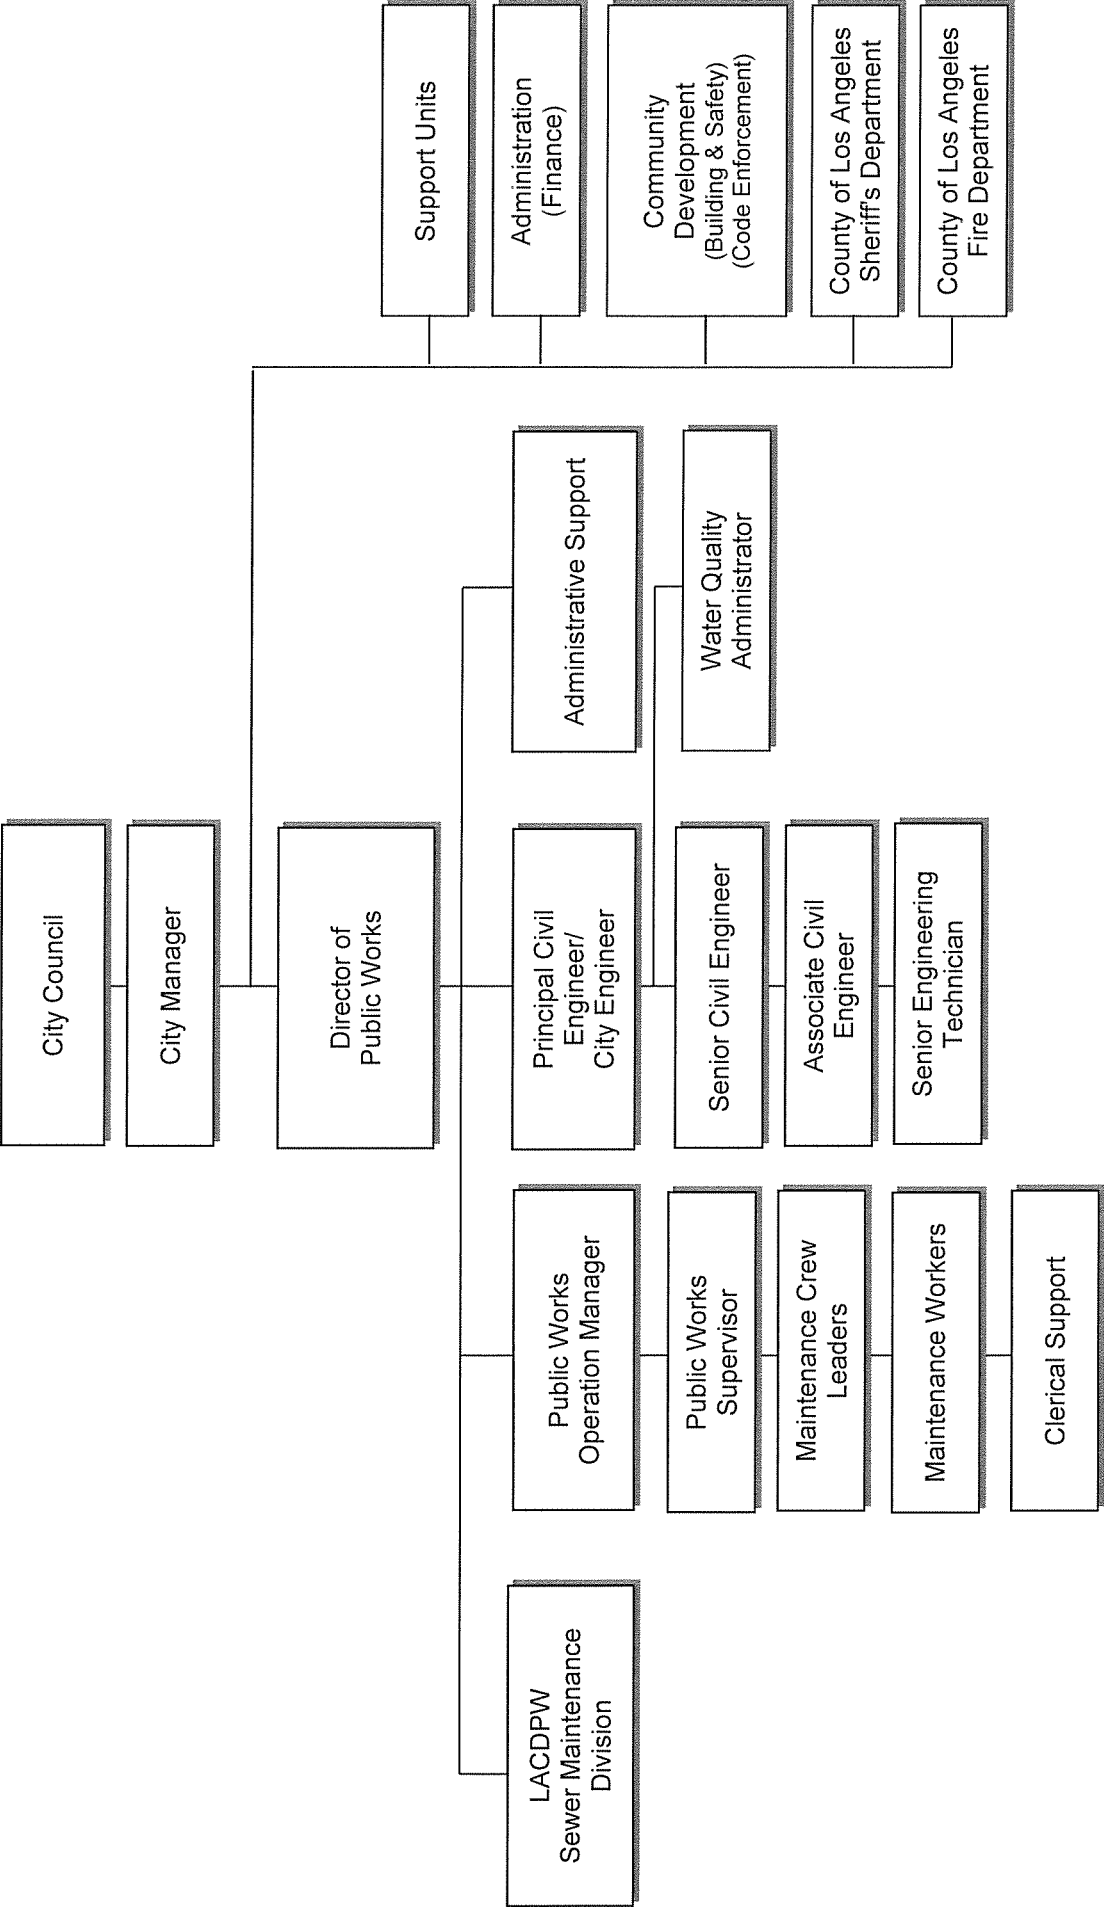 City Council
City Manager
Director of
Public Works
LACDPW
Sewer Maintenance
Division
Public Works
Operation Manager
Public Works
Supervisor
Maintenance Crew
Leaders
Maintenance Workers
Clerical Support
Principal Civil
Engineer/
City Engineer
Senior Civil Engineer
Associate Civil
Engineer
Senior Engineering
Technician
Administrative Support
Water Quality
Administrator
Support Units
Administration
(Finance)
Community
Development
(Building & Safety)
(Code Enforcement)
County of Los Angeles
Sheriff's Department
County of Los Angeles
Fire Department